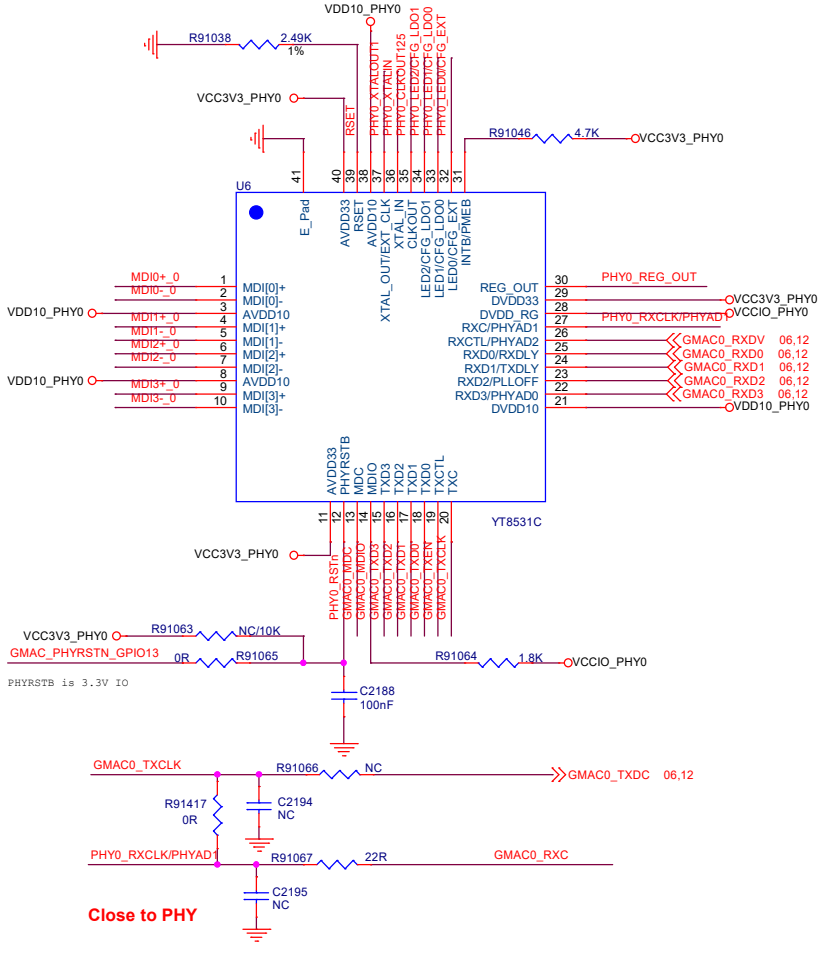 VDD10_PHY0
R91038
2.49K
1%
VCC3V3_PHY0
RSET
PHY0_XTALOUT1
PHY0_XTALIN
PHY0_CLKOUT125
PHY0_LED2/CFG_LDO1
PHY0_LED1/CFG_LDO0
PHY0_LED0/CFG_EXT
R91046
4.7K
VCC3V3_PHY0
41
40
39
38
37
36
35
34
33
32
31
U6
E_Pad
AVDD33
RSET
AVDD10
XTAL_OUT/EXT_CLK
XTAL_IN
CLKOUT
LED2/CFG_LDO1
LED1/CFG_LDO0
LED0/CFG_EXT
INTB/PMEB
MDI0+_0
1
MDI[0]+
MDI0-_0
2
MDI[0]-
VDD10_PHY0
3
AVDD10
MDI1+_0
4
MDI[1]+
MDI1-_0
5
MDI[1]-
MDI2+_0
6
MDI[2]+
MDI2-_0
7
MDI[2]-
VDD10_PHY0
8
AVDD10
MDI3+_0
9
MDI[3]+
MDI3-_0
10
MDI[3]-
REG_OUT
30
PHY0_REG_OUT
DVDD33
29
VCC3V3_PHY0
DVDD_RG
28
VCCIO_PHY0
RXC/PHYAD1
27
PHY0_RXCLK/PHYAD1
RXCTL/PHYAD2
26
GMAC0_RXDV 06,12
RXD0/RXDLY
25
GMAC0_RXD0 06,12
RXD1/TXDLY
24
GMAC0_RXD1 06,12
RXD2/PLLOFF
23
GMAC0_RXD2 06,12
RXD3/PHYAD0
22
GMAC0_RXD3 06,12
DVDD10
21
VDD10_PHY0
AVDD33
PHYRSTB
MDC
MDIO
TXD3
TXD2
TXD1
TXD0
TXCTL
TXC
11
12
13
14
15
16
17
18
19
20
YT8531C
VCC3V3_PHY0
PHY0_RSTn
GMAC0_MDC
GMAC0_MDIO
GMAC0_TXD3
GMAC0_TXD2
GMAC0_TXD1
GMAC0_TXD0
GMAC0_TXEN
GMAC0_TXCLK
VCC3V3_PHY0
R91063
NC/10K
GMAC_PHYRSTN_GPIO13
0R
R91065
R91064
1.8K
VCCIO_PHY0
PHYRSTB is 3.3V IO
C2188
100nF
GMAC0_TXCLK
R91066
NC
GMAC0_TXDC 06,12
R91417
0R
C2194
NC
PHY0_RXCLK/PHYAD1
R91067
22R
GMAC0_RXC
C2195
NC
Close to PHY